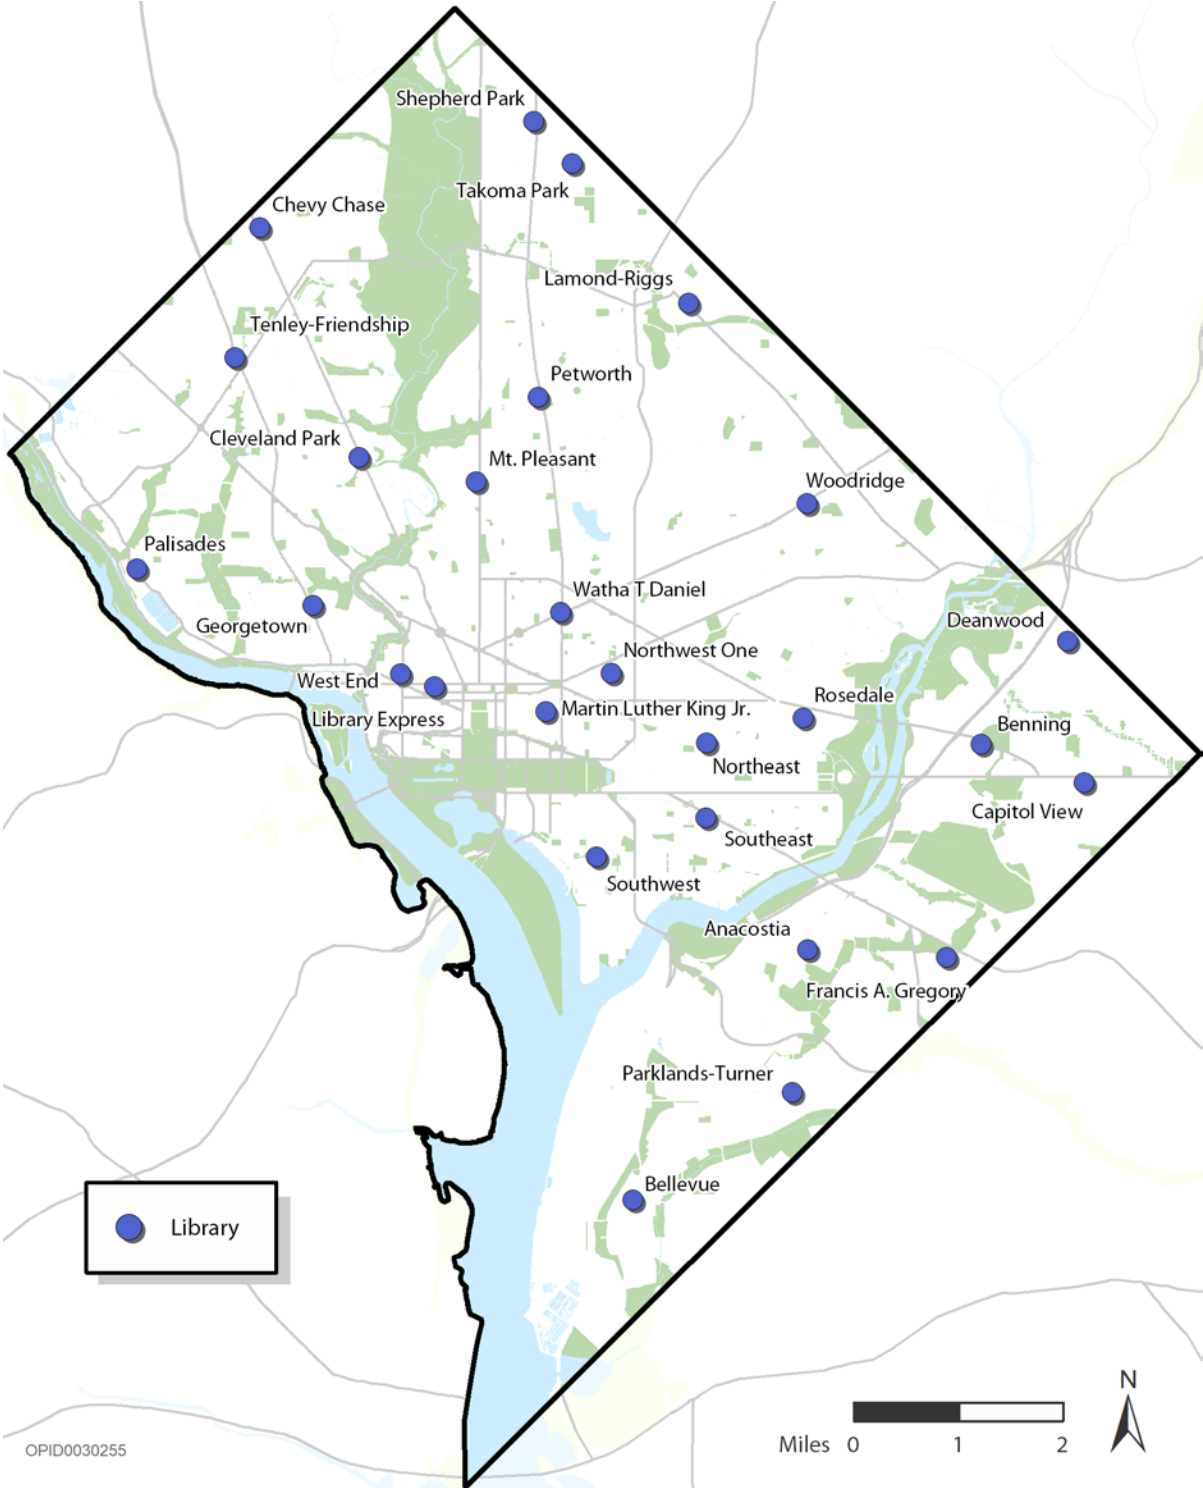 Shepherd Park
Takoma Park
Chevy Chase
Lamond-Riggs
Tenley-Friendship
Petworth
Cleveland Park
Mt. Pleasant
Woodridge
Palisades
Watha T Daniel
Georgetown
Deanwood
Northwest One
West End
Rosedale
Martin Luther King Jr.
Library Express
Benning
Northeast
Capitol View
Southeast
Southwest
Anacostia
Francis A. Gregory
Parklands-Turner
Bellevue
Library
N
Miles 0 1 2
OPID0030255